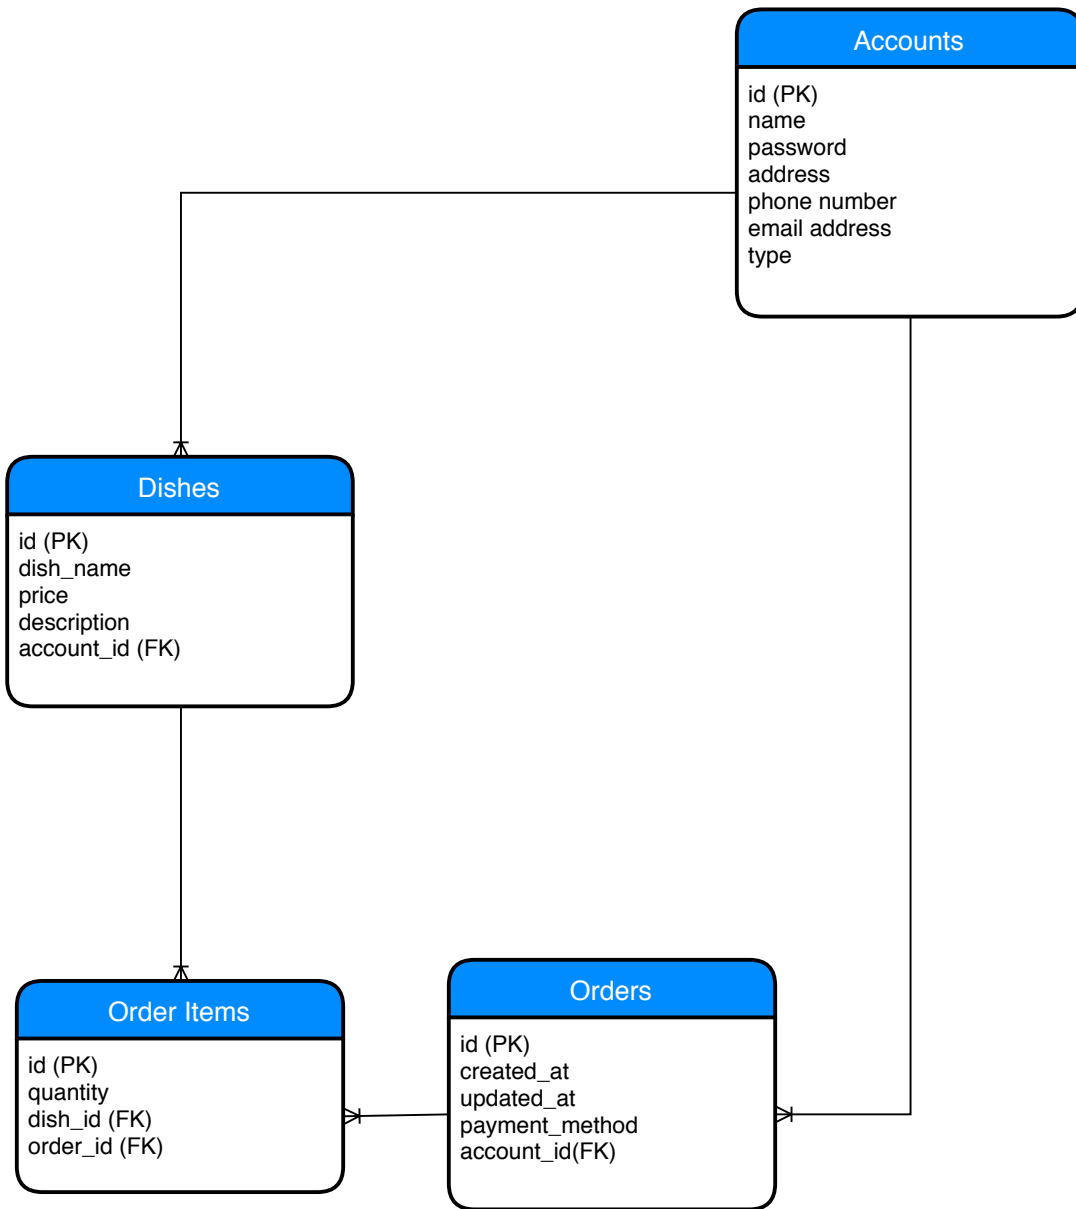 Accounts
id (PK)
name
password
address
phone number
email address
type
Dishes
id (PK)
dish_name
price
description
account_id (FK)
Order Items
id (PK)
quantity
dish_id (FK)
order_id (FK)
Orders
id (PK)
created_at
updated_at
payment_method
account_id(FK)